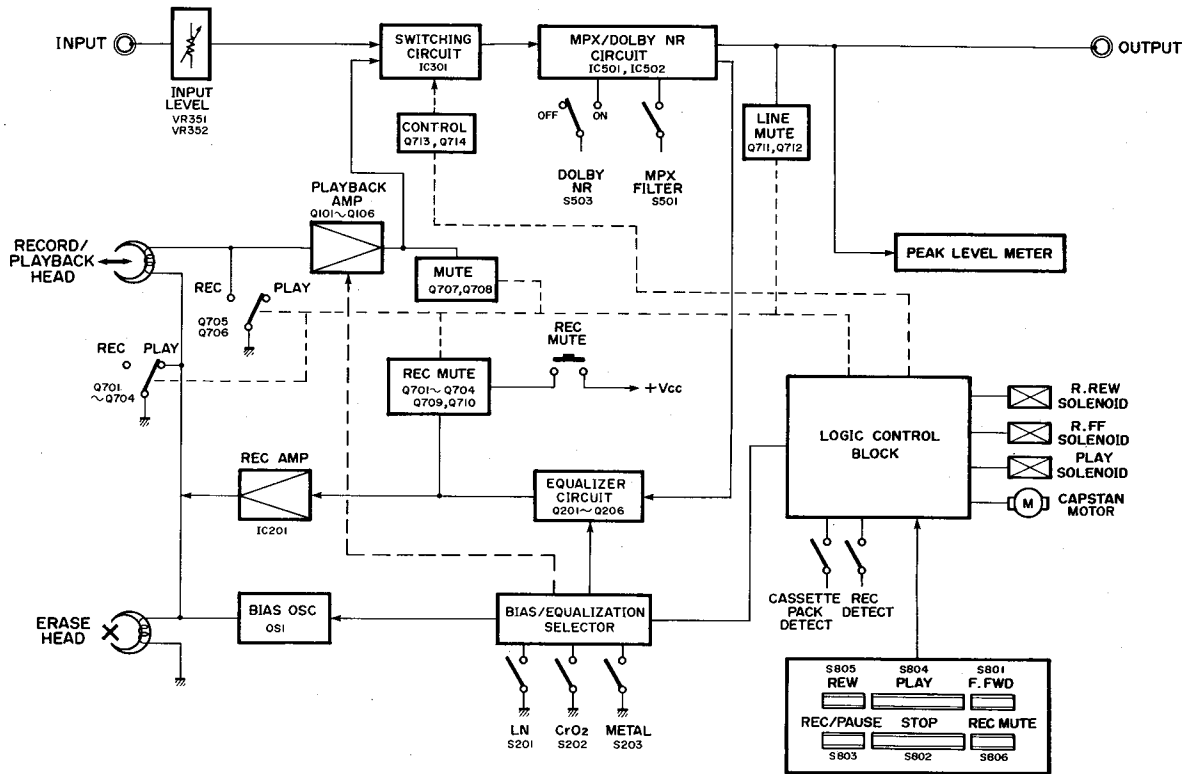 INPUT
INPUT
LEVEL
VR351
VR352
SWITCHING
CIRCUIT
IC301
MPX/DOLBY NR
CIRCUIT
IC501, IC502
OUTPUT
CONTROL
Q713, Q714
OFF
ON
DOLBY
NR
S503
MPX
FILTER
S501
LINE
MUTE
Q711, Q712
PLAYBACK
AMP
Q101~Q106
RECORD/
PLAYBACK
HEAD
MUTE
Q707, Q708
PEAK LEVEL METER
REC
PLAY
Q705
Q706
REC
PLAY
Q701
~Q704
REC
MUTE
REC MUTE
Q701~Q704
Q709, Q710
+Vcc
LOGIC CONTROL
BLOCK
R.REW
SOLENOID
R.FF
SOLENOID
PLAY
SOLENOID
M
CAPSTAN
MOTOR
REC AMP
IC201
EQUALIZER
CIRCUIT
Q201~Q206
CASSETTE
PACK
DETECT
REC
DETECT
ERASE
HEAD
BIAS OSC
OS1
BIAS/EQUALIZATION
SELECTOR
LN
S201
CrO2
S202
METAL
S203
S805
S804
S801
REW
PLAY
F.FWD
REC/PAUSE
STOP
REC MUTE
S803
S802
S806